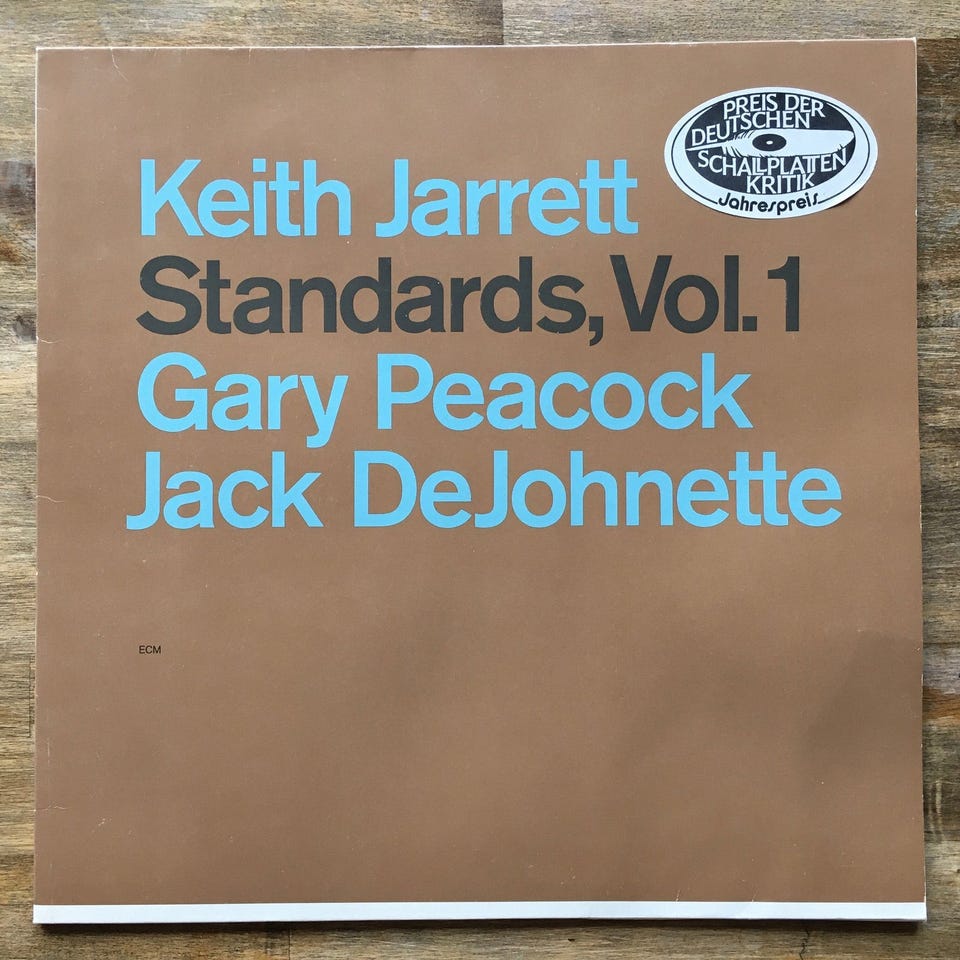 PREIS DER
DEUTSCHEN
SCHALLPLATTEN
KRITIK
Jahrespreis
Keith Jarrett
Standards, Vol. 1
Gary Peacock
Jack DeJohnette
ECM